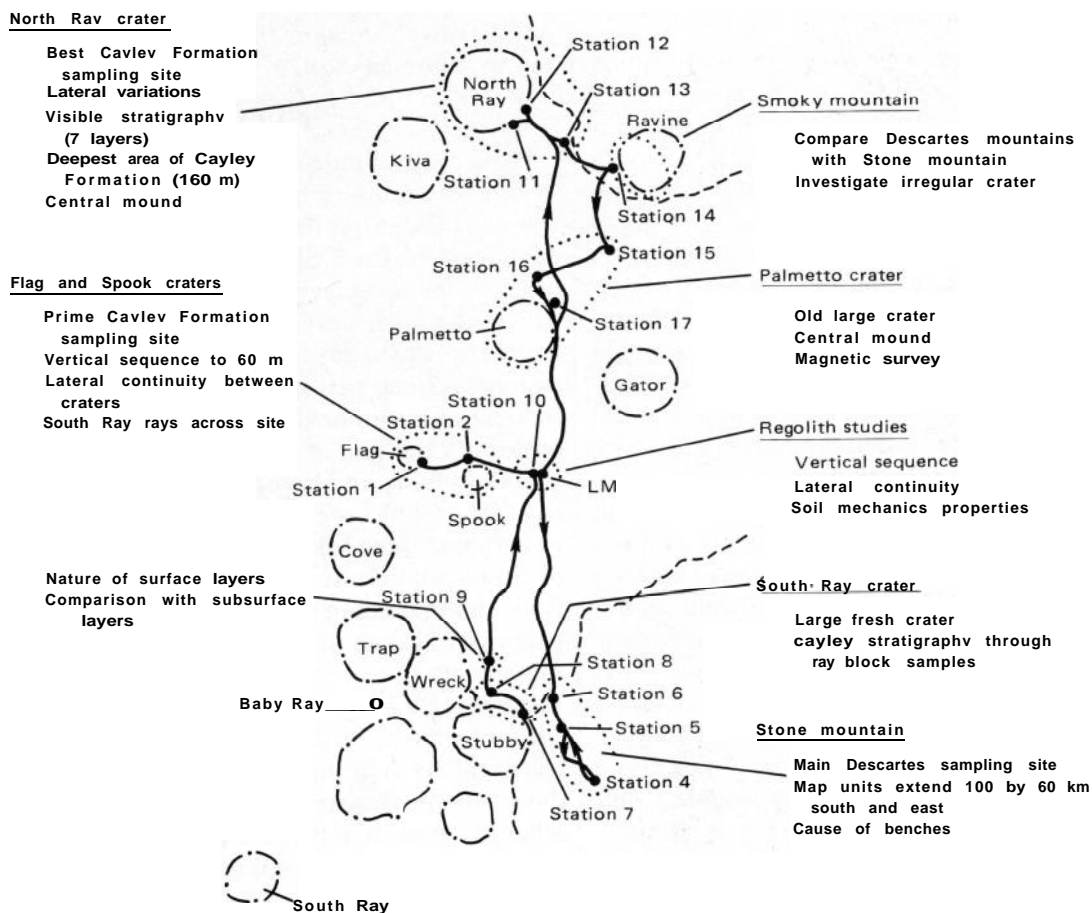 North Rav crater
Best Cavlev Formation
sampling site
Lateral variations
Visible stratigraphv
(7 layers)
Deepest area of Cayley
Formation (160 m)
Central mound
Flag and Spook craters
Prime Cavlev Formation
sampling site
Vertical sequence to 60 m
Lateral continuity between
craters
South Ray rays across site
Nature of surface layers
Comparison with subsurface
layers
Station 12
North
Ray
Station 13
Ravine
Kiva
Station 11
Station 14
Station 15
Station 16
Station 17
Palmetto
Gator
Station 10
Station 2
Flag
Station 1
Spook
LM
Cove
Station 9
Trap
Wreck
Station 8
Station 6
Baby Ray
Station 5
Stubby
Station 4
Station 7
South Ray
Smoky mountain
Compare Descartes mountains
with Stone mountain
Investigate irregular crater
Palmetto crater
Old large crater
Central mound
Magnetic survey
Regolith studies
Vertical sequence
Lateral continuity
Soil mechanics properties
South Ray crater
Large fresh crater
cayley stratigraphv through
ray block samples
Stone mountain
Main Descartes sampling site
Map units extend 100 by 60 km
south and east
Cause of benches